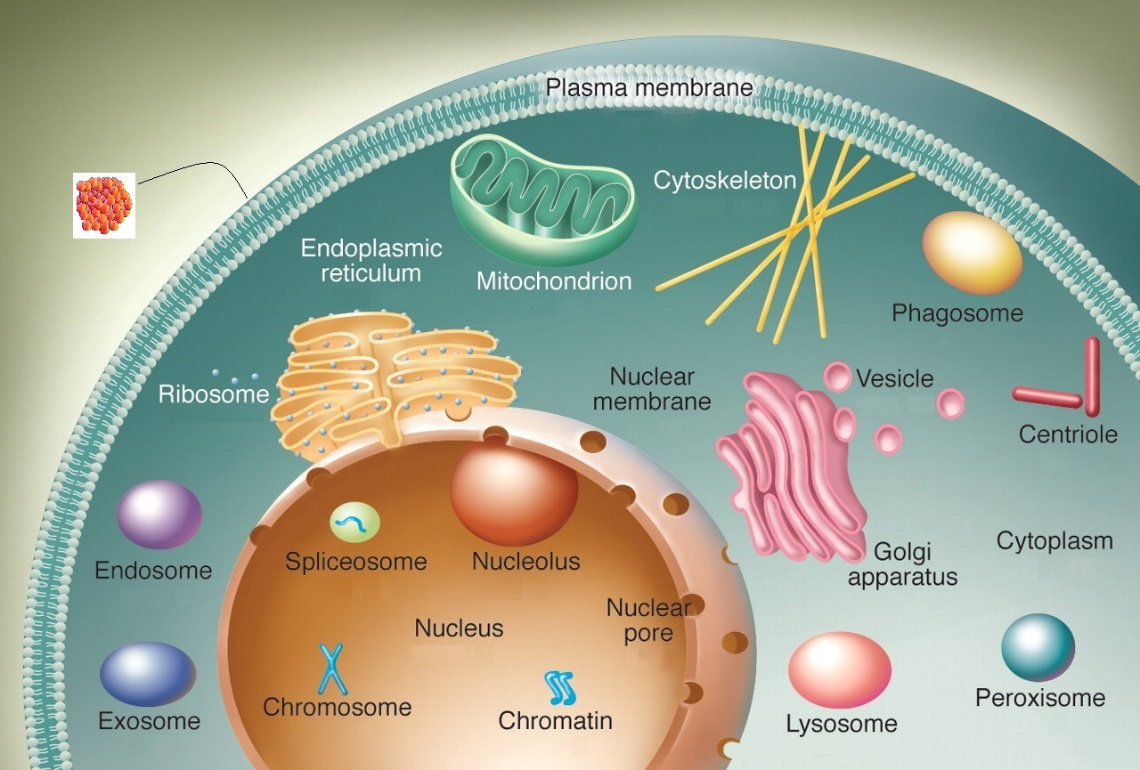 Plasma membrane
Cytoskeleton
Endoplasmic
reticulum
Mitochondrion
Phagosome
Ribosome
Nuclear
membrane
Vesicle
Centriole
Endosome
Spliceosome
Nucleolus
Golgi
apparatus
Cytoplasm
Nucleus
Nuclear
pore
Exosome
Chromosome
Chromatin
Lysosome
Peroxisome